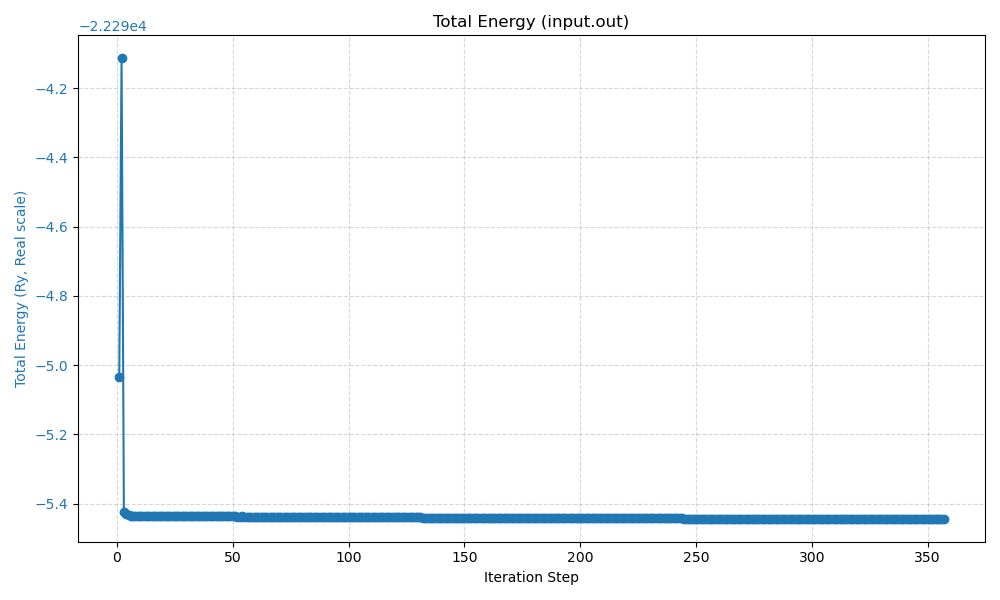 Total Energy (input.out)
−2.229e4
−4.2
−4.4
−4.6
−4.8
−5.0
−5.2
−5.4
Total Energy (Ry, Real scale)
0 50 100 150 200 250 300 350
Iteration Step